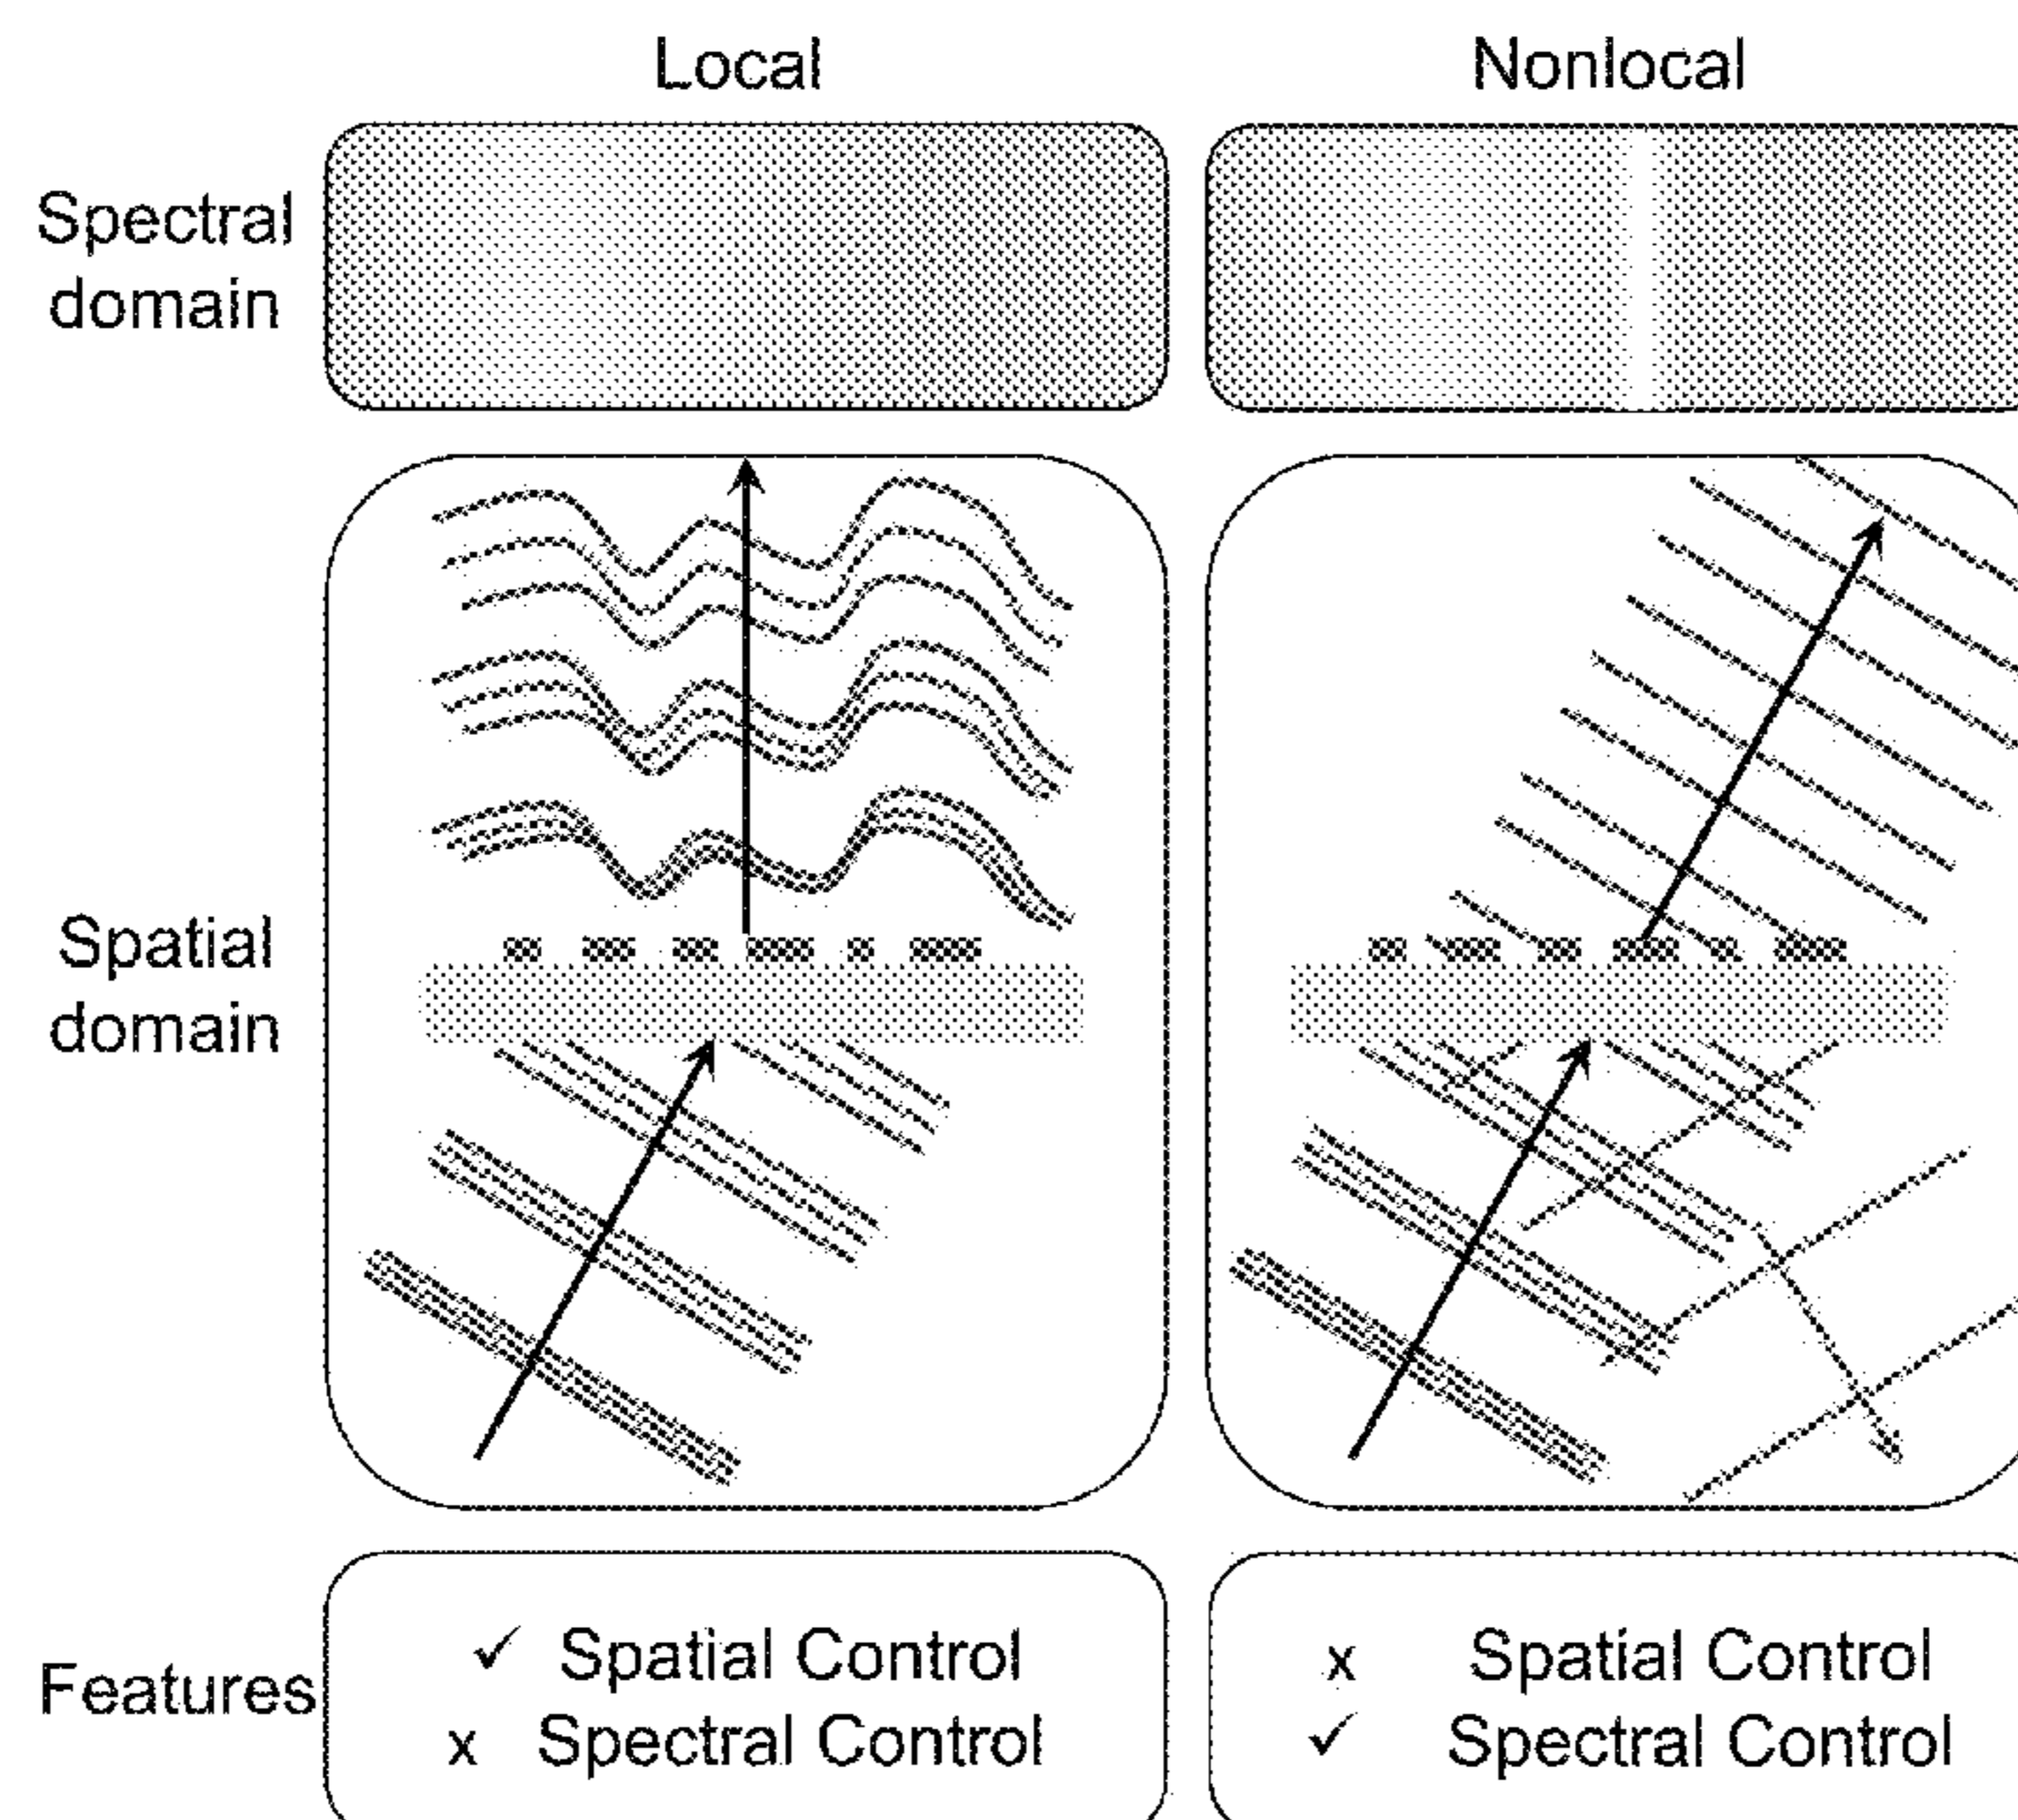 Local
Nonlocal
Spectral
domain
Spatial
domain
Features
✓ Spatial Control
x Spectral Control
x Spatial Control
✓ Spectral Control